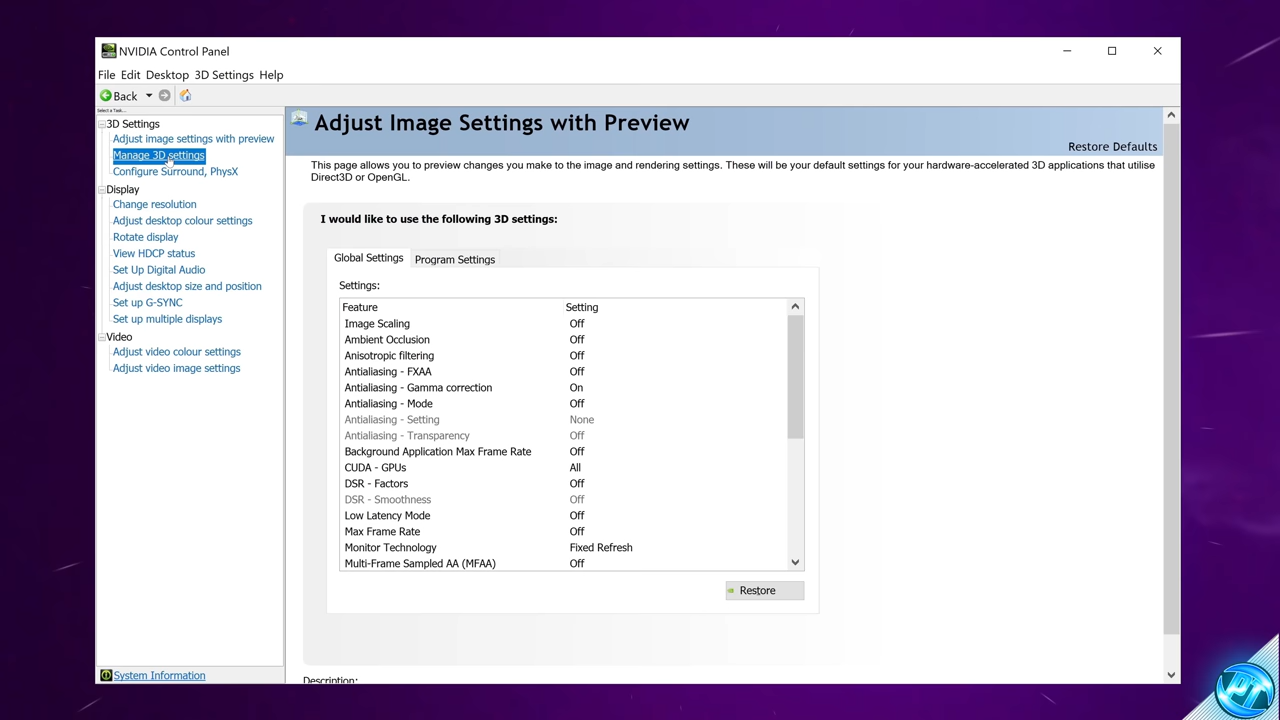 NVIDIA Control Panel
File Edit Desktop 3D Settings Help
Back
Select a Task...
3D Settings
Adjust image settings with preview
Manage 3D settings
Configure Surround, PhysX
Display
Change resolution
Adjust desktop colour settings
Rotate display
View HDCP status
Set Up Digital Audio
Adjust desktop size and position
Set up G-SYNC
Set up multiple displays
Video
Adjust video colour settings
Adjust video image settings
System Information
Adjust Image Settings with Preview
Restore Defaults
This page allows you to preview changes you make to the image and rendering settings. These will be your default settings for your hardware-accelerated 3D applications that utilise
Direct3D or OpenGL.
I would like to use the following 3D settings:
Global Settings Program Settings
Settings:
Feature Setting
Image Scaling Off
Ambient Occlusion Off
Anisotropic filtering Off
Antialiasing - FXAA Off
Antialiasing - Gamma correction On
Antialiasing - Mode Off
Antialiasing - Setting None
Antialiasing - Transparency Off
Background Application Max Frame Rate Off
CUDA - GPUs All
DSR - Factors Off
DSR - Smoothness Off
Low Latency Mode Off
Max Frame Rate Off
Monitor Technology Fixed Refresh
Multi-Frame Sampled AA (MFAA) Off
Restore
Description:
PT